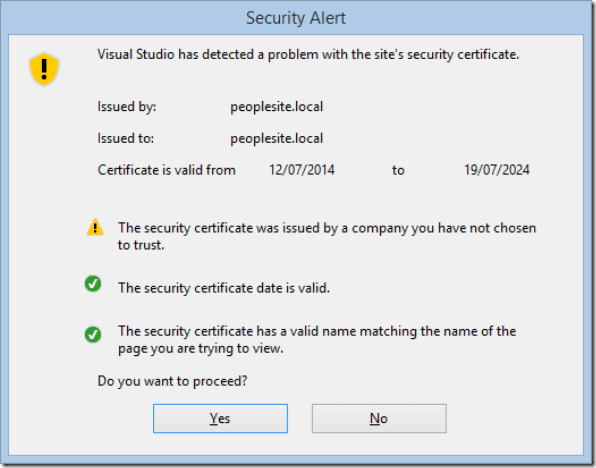 Security Alert
Visual Studio has detected a problem with the site's security certificate.
Issued by: peoplesite.local
Issued to: peoplesite.local
Certificate is valid from 12/07/2014 to 19/07/2024
The security certificate was issued by a company you have not chosen
to trust.
The security certificate date is valid.
The security certificate has a valid name matching the name of the
page you are trying to view.
Do you want to proceed?
Yes No